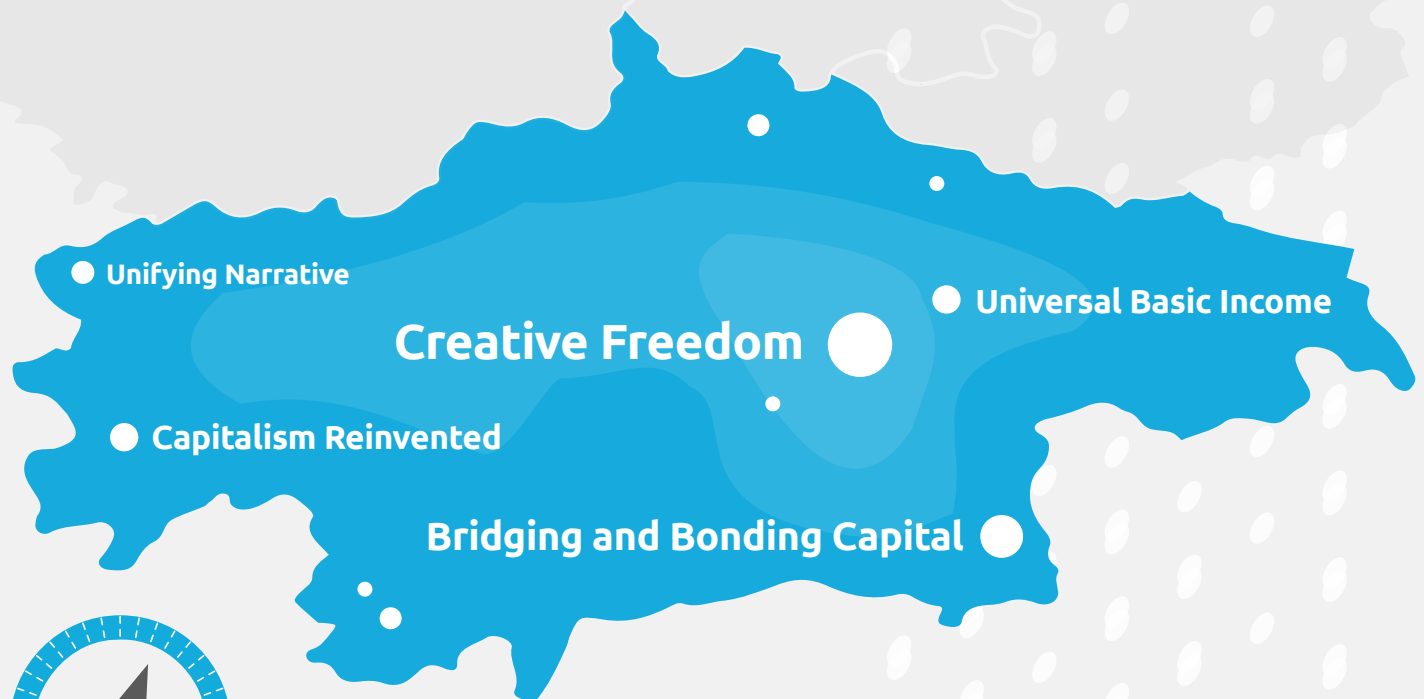 Unifying Narrative
Universal Basic Income
Creative Freedom
Capitalism Reinvented
Bridging and Bonding Capital